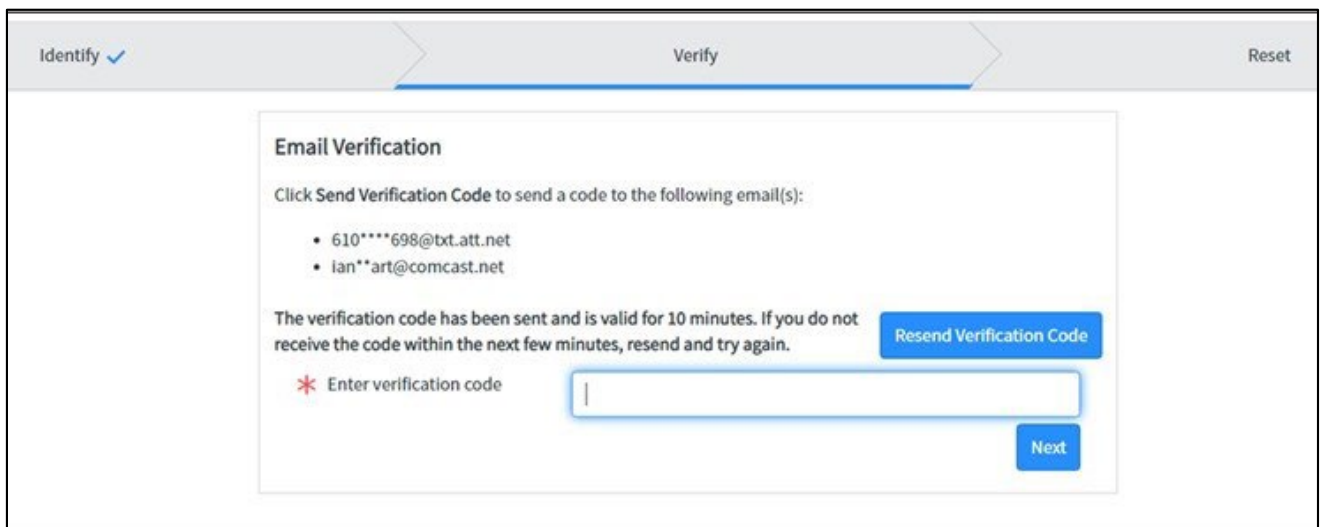 Identify
Verify
Reset
Email Verification
Click Send Verification Code to send a code to the following email(s):
• 610****698@txt.att.net
• ian**art@comcast.net
The verification code has been sent and is valid for 10 minutes. If you do not
receive the code within the next few minutes, resend and try again.
Resend Verification Code
* Enter verification code
Next